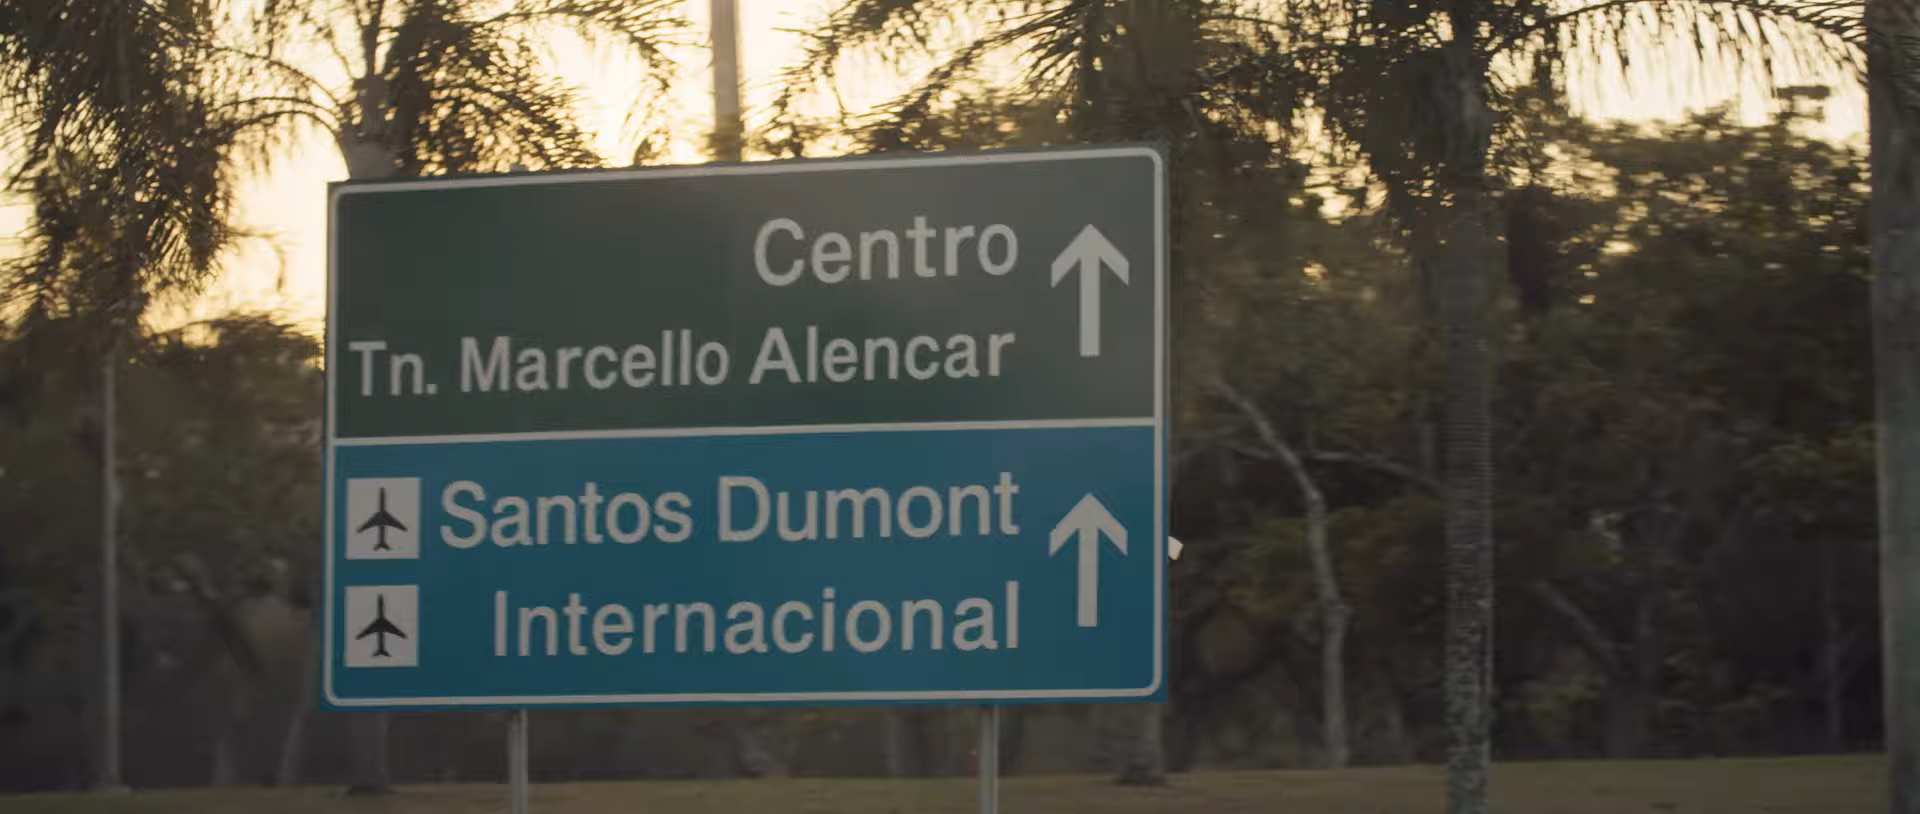 Centro
Tn. Marcello Alencar
Santos Dumont
Internacional